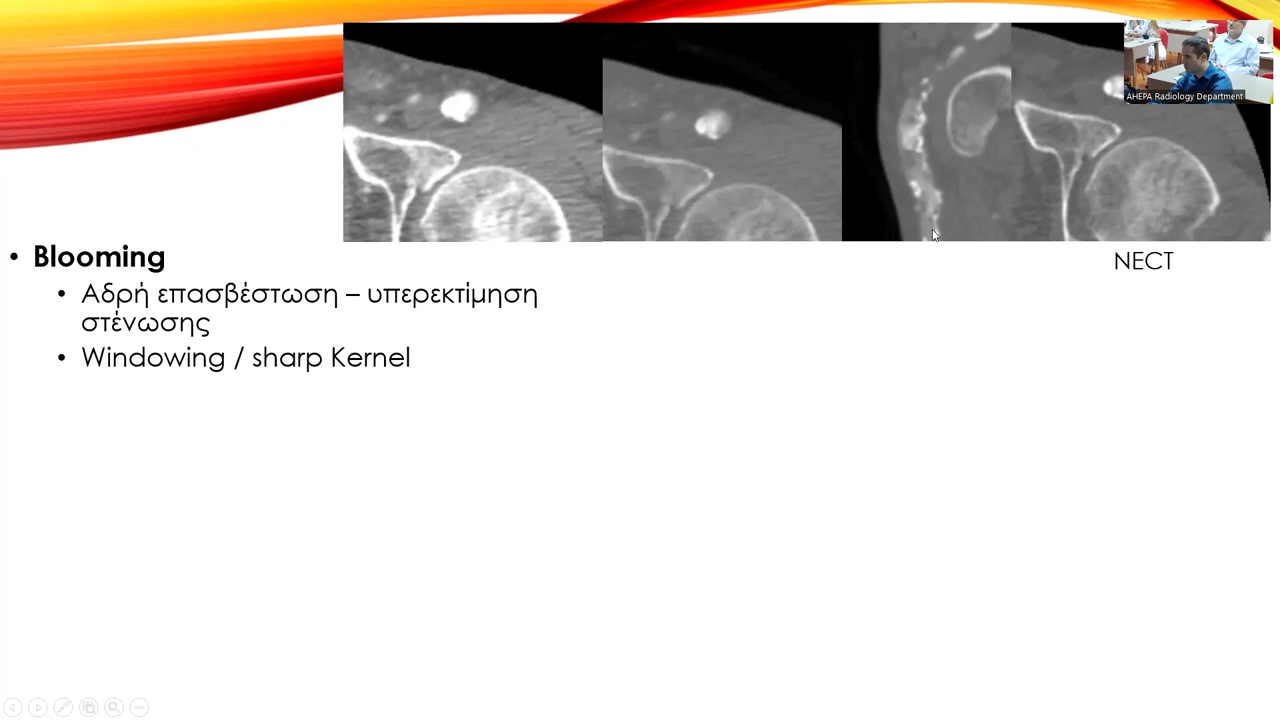 AHEPA Radiology Department
NECT
• Blooming
• Αδρή επασβέστωση – υπερεκτίμηση
στένωσης
• Windowing / sharp Kernel